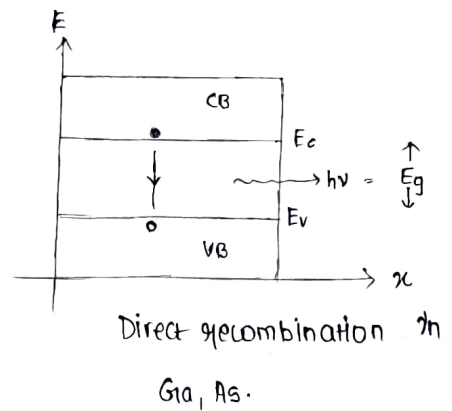 E
CB
Ec
hν = Eg
Ev
VB
x
Direct recombination in
Ga, As.